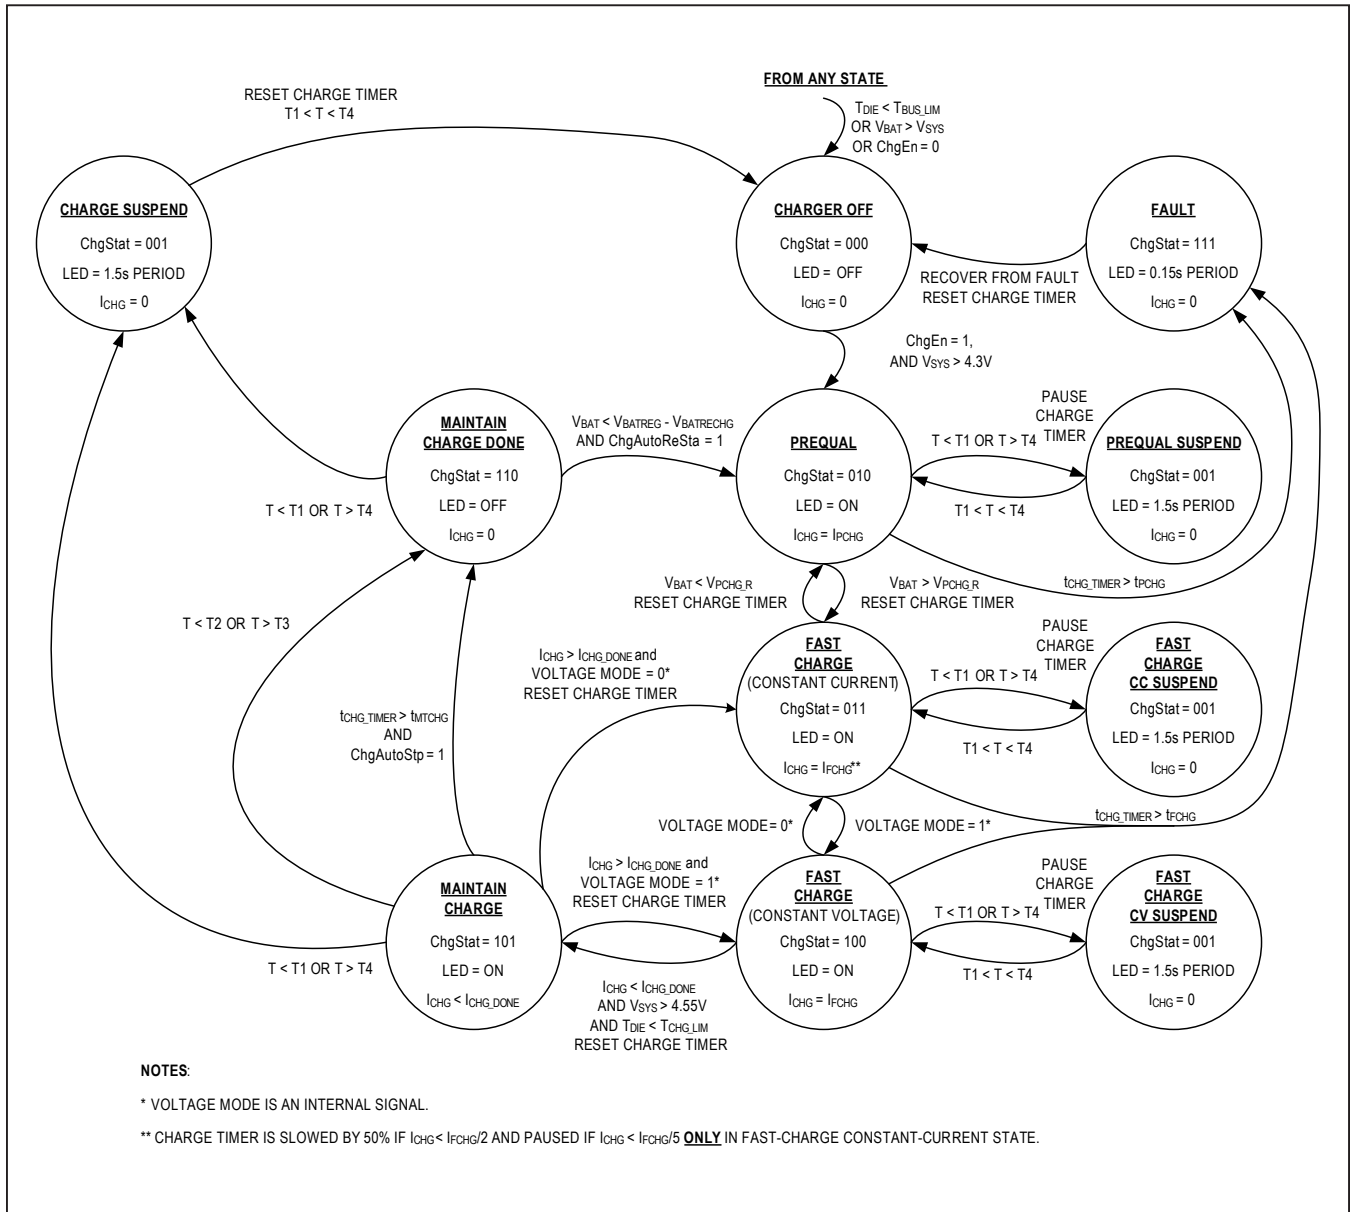 FROM ANY STATE
TDIE < TBUS_LIM
OR VBAT > VSYS
OR ChgEn = 0
RESET CHARGE TIMER
T1 < T < T4
CHARGE SUSPEND
ChgStat = 001
LED = 1.5s PERIOD
ICHG = 0
CHARGER OFF
ChgStat = 000
LED = OFF
ICHG = 0
FAULT
ChgStat = 111
LED = 0.15s PERIOD
ICHG = 0
RECOVER FROM FAULT
RESET CHARGE TIMER
ChgEn = 1,
AND VSYS > 4.3V
MAINTAIN
CHARGE DONE
ChgStat = 110
LED = OFF
ICHG = 0
VBAT < VBATREG - VBATRECHG
AND ChgAutoReSta = 1
PREQUAL
ChgStat = 010
LED = ON
ICHG = IPCHG
PAUSE
CHARGE
TIMER
T < T1 OR T > T4
T1 < T < T4
PREQUAL SUSPEND
ChgStat = 001
LED = 1.5s PERIOD
ICHG = 0
T < T1 OR T > T4
tCHG_TIMER > tPCHG
VBAT < VPCHG_R
RESET CHARGE TIMER
VBAT > VPCHG_R
RESET CHARGE TIMER
T < T2 OR T > T3
ICHG > ICHG_DONE and
VOLTAGE MODE = 0*
RESET CHARGE TIMER
FAST
CHARGE
(CONSTANT CURRENT)
ChgStat = 011
LED = ON
ICHG = IFCHG**
PAUSE
CHARGE
TIMER
T < T1 OR T > T4
T1 < T < T4
FAST
CHARGE
CC SUSPEND
ChgStat = 001
LED = 1.5s PERIOD
ICHG = 0
tCHG_TIMER > tMTCHG
AND
ChgAutoStp = 1
tCHG_TIMER > tFCHG
VOLTAGE MODE = 0*
VOLTAGE MODE = 1*
MAINTAIN
CHARGE
ChgStat = 101
LED = ON
ICHG < ICHG_DONE
T < T1 OR T > T4
ICHG > ICHG_DONE and
VOLTAGE MODE = 1*
RESET CHARGE TIMER
ICHG < ICHG_DONE
AND VSYS > 4.55V
AND TDIE < TCHG_LIM
RESET CHARGE TIMER
FAST
CHARGE
(CONSTANT VOLTAGE)
ChgStat = 100
LED = ON
ICHG = IFCHG
PAUSE
CHARGE
TIMER
T < T1 OR T > T4
T1 < T < T4
FAST
CHARGE
CV SUSPEND
ChgStat = 001
LED = 1.5s PERIOD
ICHG = 0
NOTES:
* VOLTAGE MODE IS AN INTERNAL SIGNAL.
** CHARGE TIMER IS SLOWED BY 50% IF ICHG < IFCHG/2 AND PAUSED IF ICHG < IFCHG/5 ONLY IN FAST-CHARGE CONSTANT-CURRENT STATE.